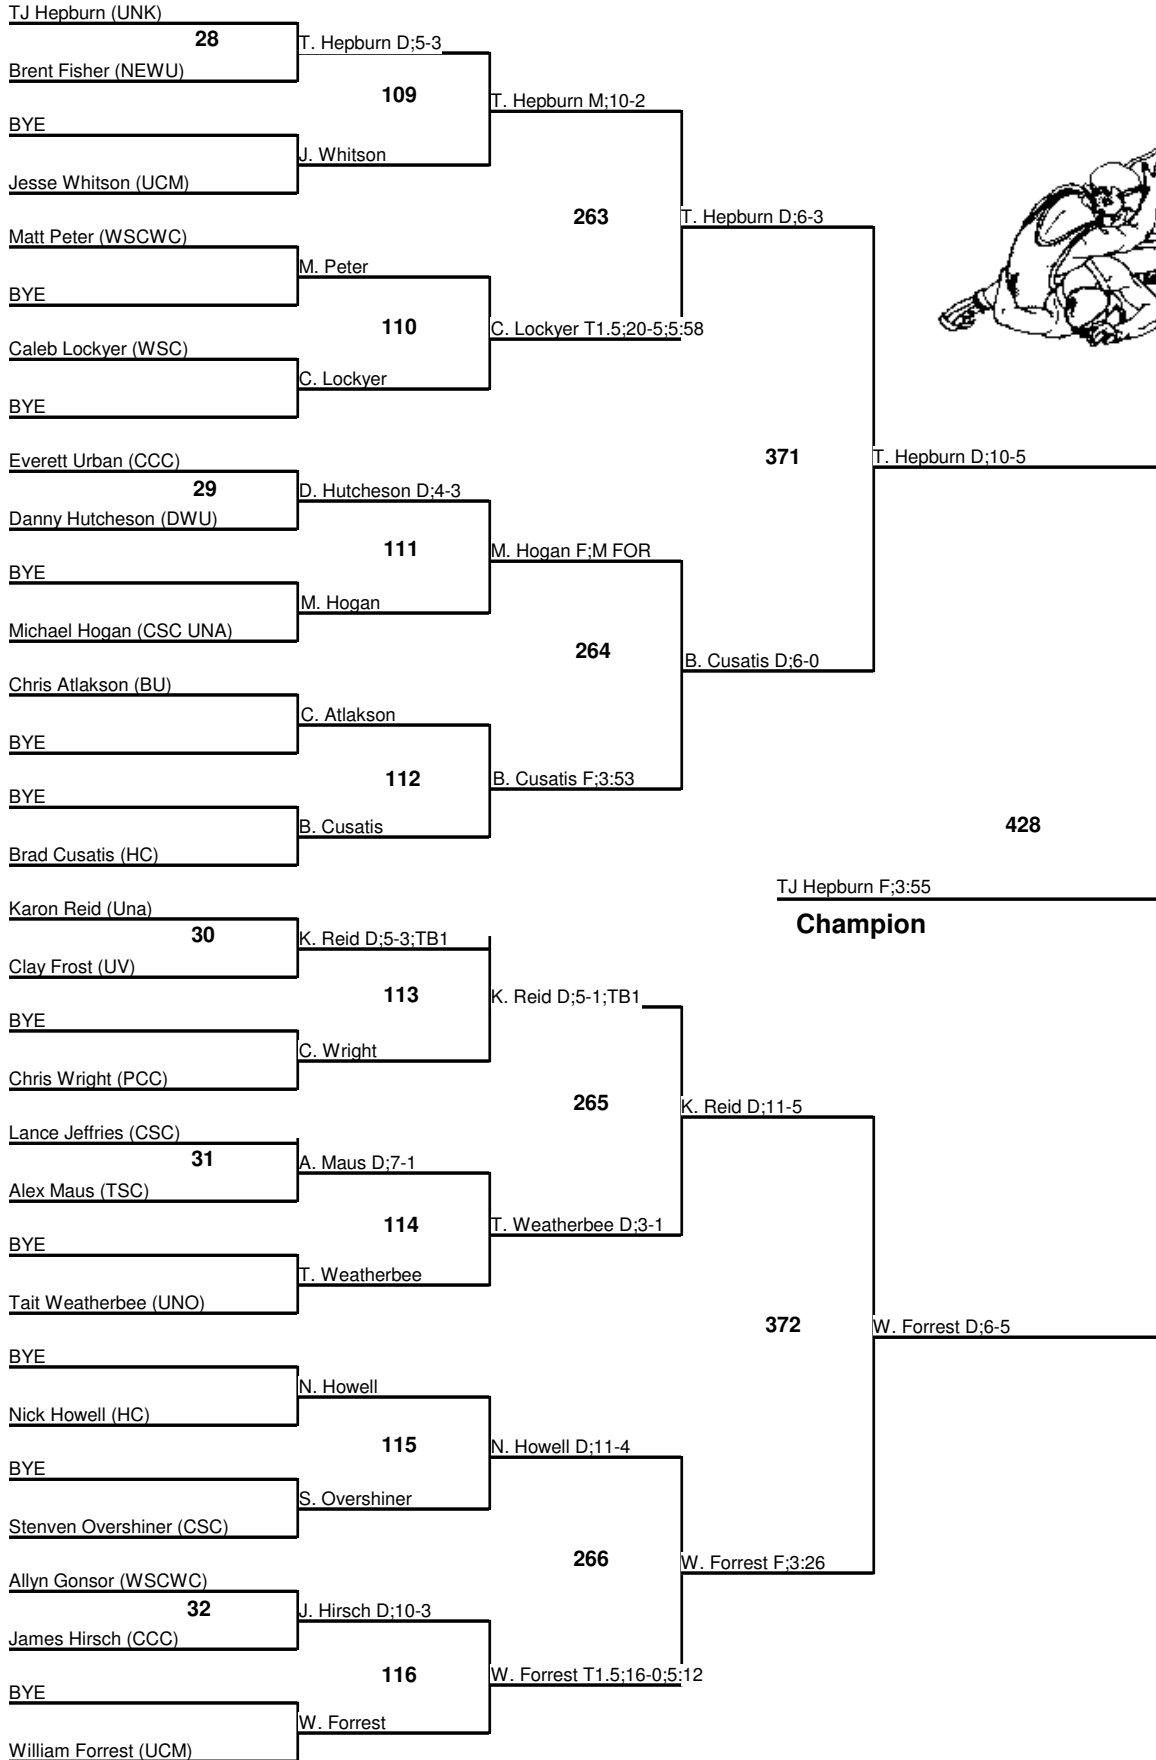 TJ Hepburn (UNK)
28
T. Hepburn D;5-3
Brent Fisher (NEWU)
109
T. Hepburn M;10-2
BYE
J. Whitson
Jesse Whitson (UCM)
263
T. Hepburn D;6-3
Matt Peter (WSCWC)
M. Peter
BYE
110
C. Lockyer T1.5;20-5;5:58
Caleb Lockyer (WSC)
C. Lockyer
BYE
371
T. Hepburn D;10-5
Everett Urban (CCC)
29
D. Hutcheson D;4-3
Danny Hutcheson (DWU)
111
M. Hogan F;M FOR
BYE
M. Hogan
Michael Hogan (CSC UNA)
264
B. Cusatis D;6-0
Chris Atlakson (BU)
C. Atlakson
BYE
112
B. Cusatis F;3:53
BYE
B. Cusatis
Brad Cusatis (HC)
428
TJ Hepburn F;3:55
Champion
Karon Reid (Una)
30
K. Reid D;5-3;TB1
Clay Frost (UV)
113
K. Reid D;5-1;TB1
BYE
C. Wright
Chris Wright (PCC)
265
K. Reid D;11-5
Lance Jeffries (CSC)
31
A. Maus D;7-1
Alex Maus (TSC)
114
T. Weatherbee D;3-1
BYE
T. Weatherbee
Tait Weatherbee (UNO)
372
W. Forrest D;6-5
BYE
N. Howell
Nick Howell (HC)
115
N. Howell D;11-4
BYE
S. Overshiner
Stenven Overshiner (CSC)
266
W. Forrest F;3:26
Allyn Gonsor (WSCWC)
32
J. Hirsch D;10-3
James Hirsch (CCC)
116
W. Forrest T1.5;16-0;5:12
BYE
W. Forrest
William Forrest (UCM)